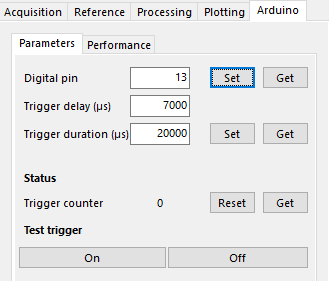 Acquisition Reference Processing Plotting Arduino
Parameters Performance
Digital pin 13 Set Get
Trigger delay (µs) 7000
Trigger duration (µs) 20000 Set Get
Status
Trigger counter 0 Reset Get
Test trigger
On Off